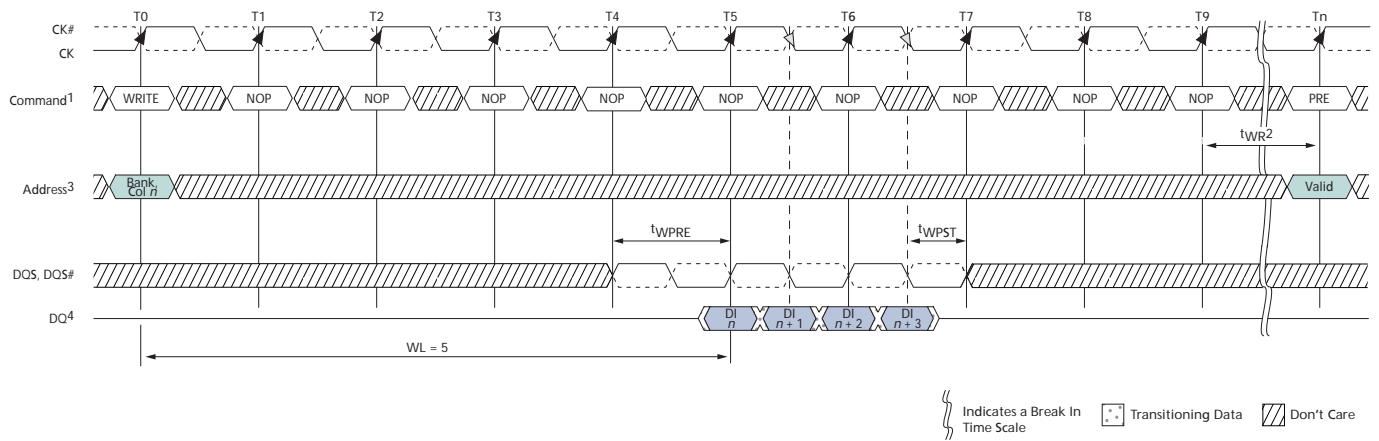 T0 T1 T2 T3 T4 T5 T6 T7 T8 T9 Tn
CK#
CK
Command1 WRITE NOP NOP NOP NOP NOP NOP NOP NOP NOP PRE
tWR2
Address3 Bank, Col n Valid
tWPRE tWPST
DQS, DQS#
DQ4 DI n DI n + 1 DI n + 2 DI n + 3
WL = 5
Indicates a Break In
Time Scale
Transitioning Data
Don't Care